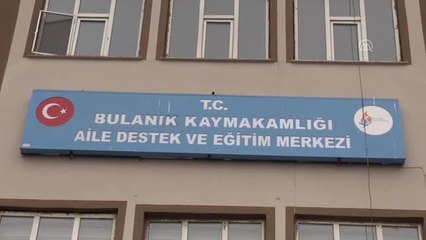 T.C.
BULANIK KAYMAKAMLIĞI
AİLE DESTEK VE EĞİTİM MERKEZİ